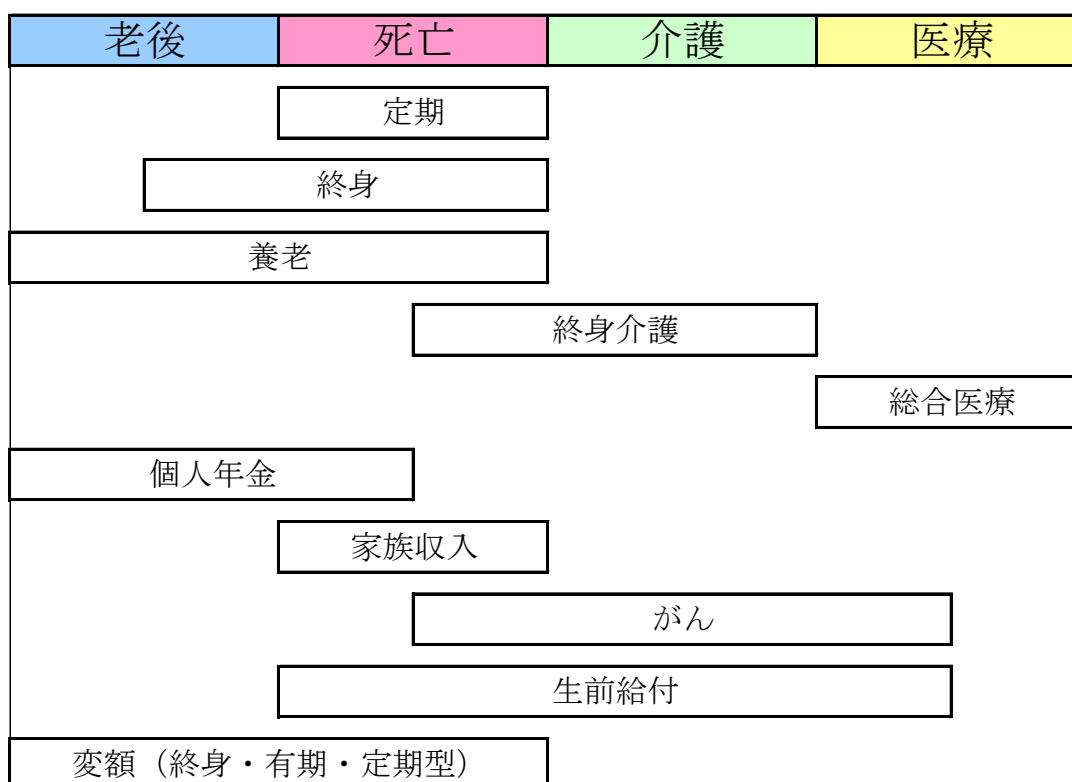 老後 死亡 介護 医療
定期
終身
養老
終身介護
総合医療
個人年金
家族収入
がん
生前給付
変額（終身・有期・定期型）